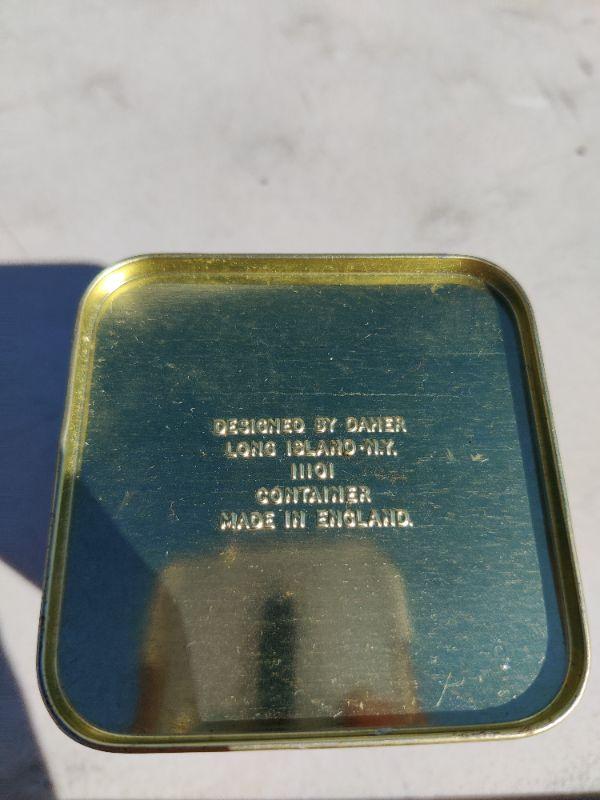 DESIGNED BY DAHER
LONG ISLAND·N.Y.
11101
CONTAINER
MADE IN ENGLAND.